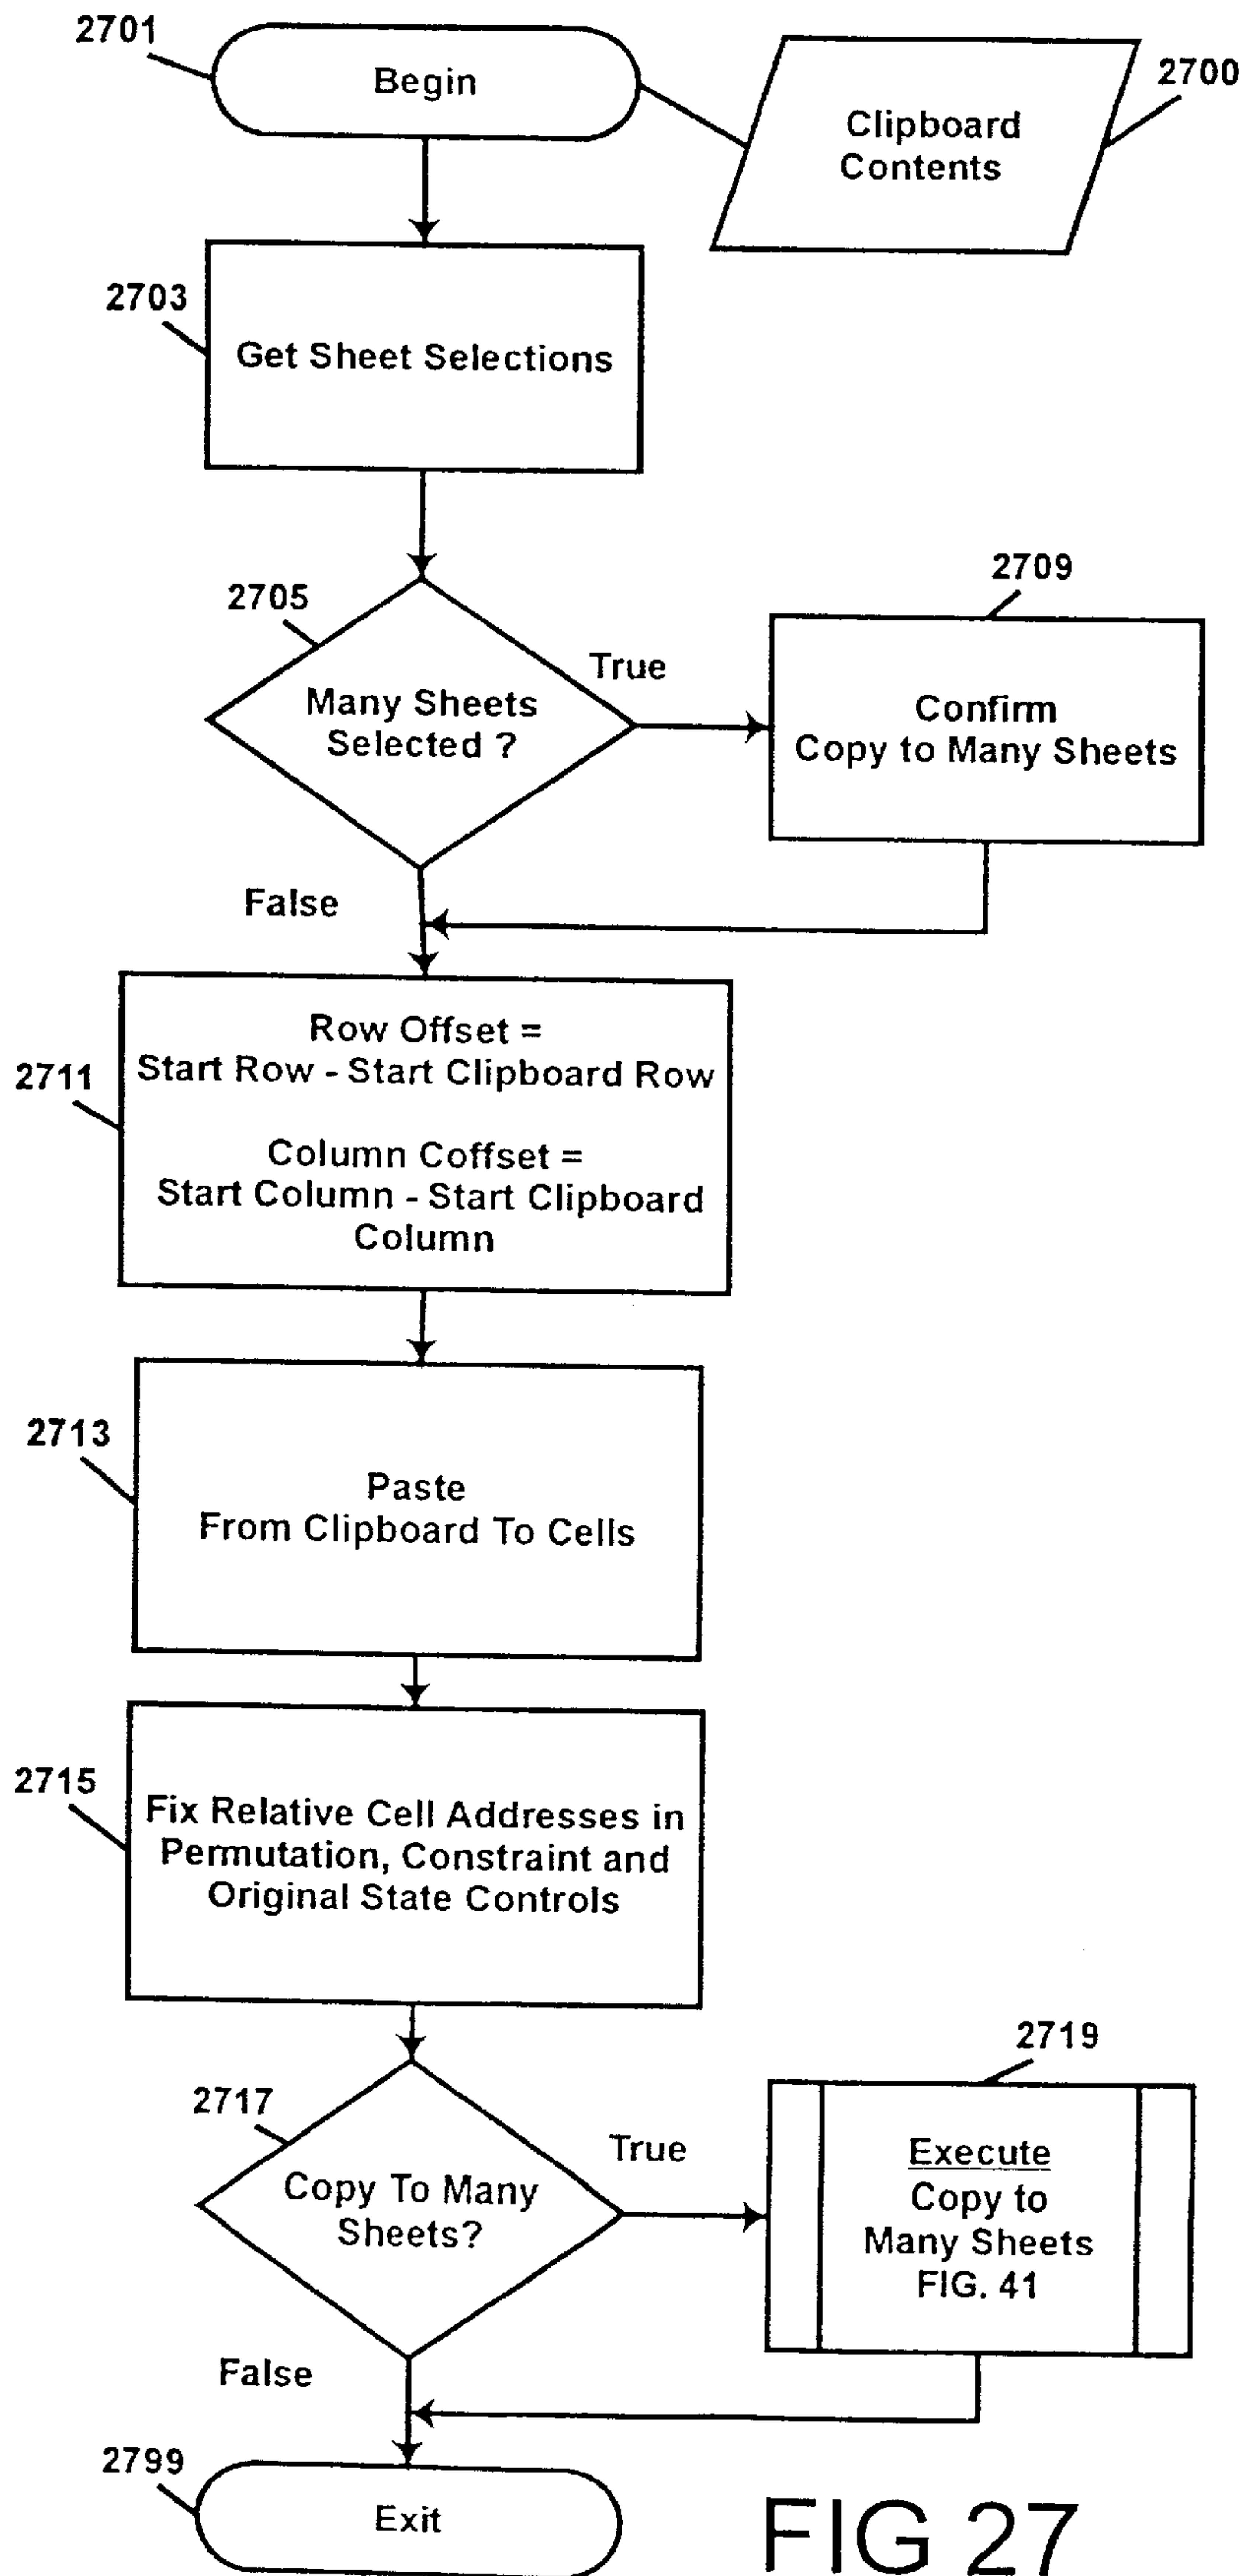 2701
Begin
2700
Clipboard
Contents
2703
Get Sheet Selections
2705
Many Sheets
Selected ?
True
2709
Confirm
Copy to Many Sheets
False
2711
Row Offset =
Start Row - Start Clipboard Row
Column Coffset =
Start Column - Start Clipboard
Column
2713
Paste
From Clipboard To Cells
2715
Fix Relative Cell Addresses in
Permutation, Constraint and
Original State Controls
2717
Copy To Many
Sheets?
True
2719
Execute
Copy to
Many Sheets
FIG. 41
False
2799
Exit
FIG 27